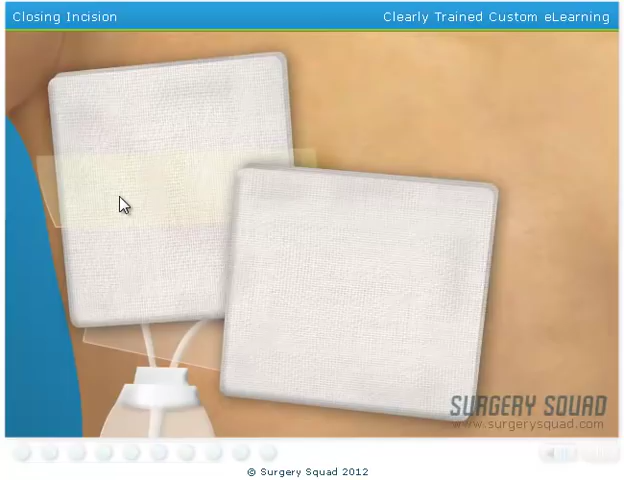 Closing Incision
Clearly Trained Custom eLearning
SURGERY SQUAD
www.surgerysquad.com
© Surgery Squad 2012